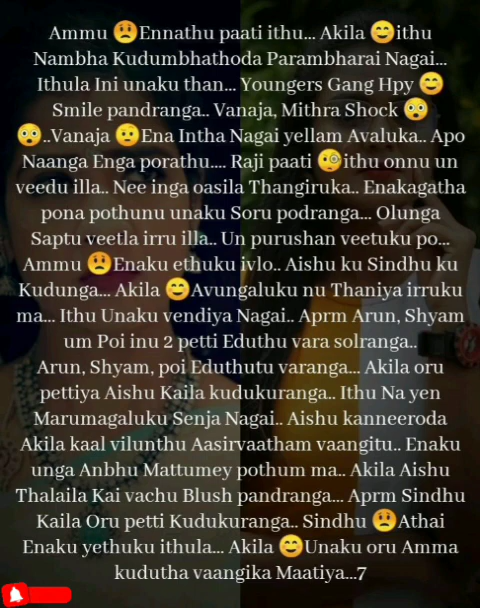 Ammu 😟Ennathu paati ithu... Akila 😊ithu
Nambha Kudumbhathoda Parambharai Nagai...
Ithula Ini unaku than... Youngers Gang Hpy 😊
Smile pandranga.. Vanaja, Mithra Shock 😲
😲..Vanaja 🤨Ena Intha Nagai yellam Avaluka.. Apo
Naanga Enga porathu.... Raji paati 🧐ithu onnu un
veedu illa.. Nee inga oasila Thangiruka.. Enakagatha
pona pothunu unaku Soru podranga... Olunga
Saptu veetla irru illa.. Un purushan veetuku po...
Ammu 😟Enaku ethuku ivlo.. Aishu ku Sindhu ku
Kudunga... Akila 😊Avungaluku nu Thaniya irruku
ma... Ithu Unaku vendiya Nagai.. Aprm Arun, Shyam
um Poi inu 2 petti Eduthu vara solranga..
Arun, Shyam, poi Eduthutu varanga... Akila oru
pettiya Aishu Kaila kudukuranga.. Ithu Na yen
Marumagaluku Senja Nagai.. Aishu kanneeroda
Akila kaal vilunthu Aasirvaatham vaangitu.. Enaku
unga Anbhu Mattumey pothum ma.. Akila Aishu
Thalaila Kai vachu Blush pandranga... Aprm Sindhu
Kaila Oru petti Kudukuranga.. Sindhu 😟Athai
Enaku yethuku ithula... Akila 😊Unaku oru Amma
kudutha vaangika Maatiya...7